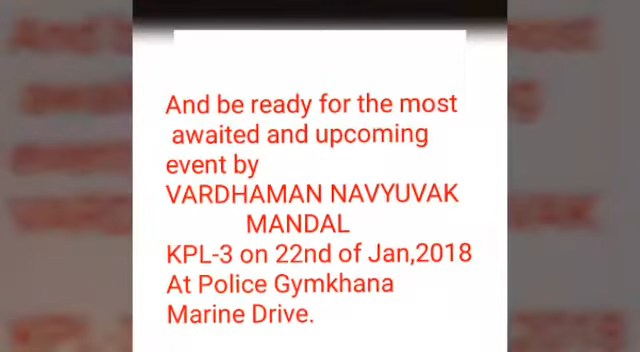 And be ready for the most
awaited and upcoming
event by
VARDHAMAN NAVYUVAK
MANDAL
KPL-3 on 22nd of Jan,2018
At Police Gymkhana
Marine Drive.